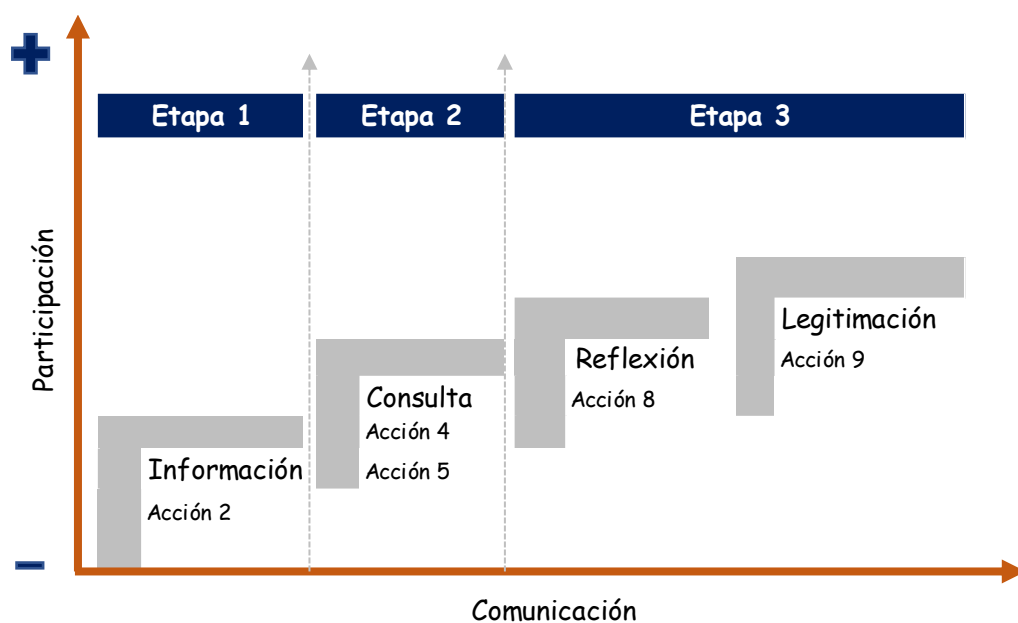 Etapa 1
Etapa 2
Etapa 3
Participación
Información
Acción 2
Consulta
Acción 4
Acción 5
Reflexión
Acción 8
Legitimación
Acción 9
Comunicación